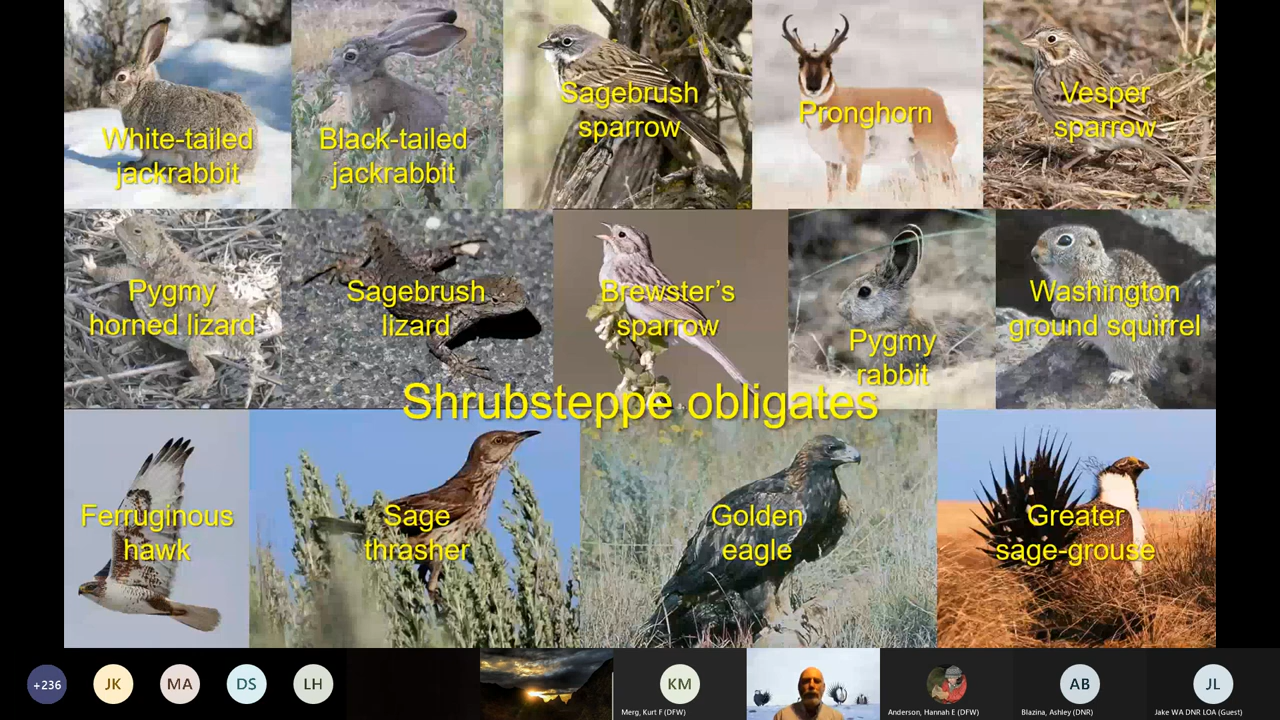 White-tailed
jackrabbit
Black-tailed
jackrabbit
Sagebrush
sparrow
Pronghorn
Vesper
sparrow
Pygmy
horned lizard
Sagebrush
lizard
Brewster's
sparrow
Pygmy
rabbit
Washington
ground squirrel
Shrubsteppe obligates
Ferruginous
hawk
Sage
thrasher
Golden
eagle
Greater
sage-grouse
+236
JK
MA
DS
LH
KM
Merg, Kurt F (DFW)
Anderson, Hannah E (DFW)
AB
Blazina, Ashley (DNR)
JL
Jake WA DNR LOA (Guest)